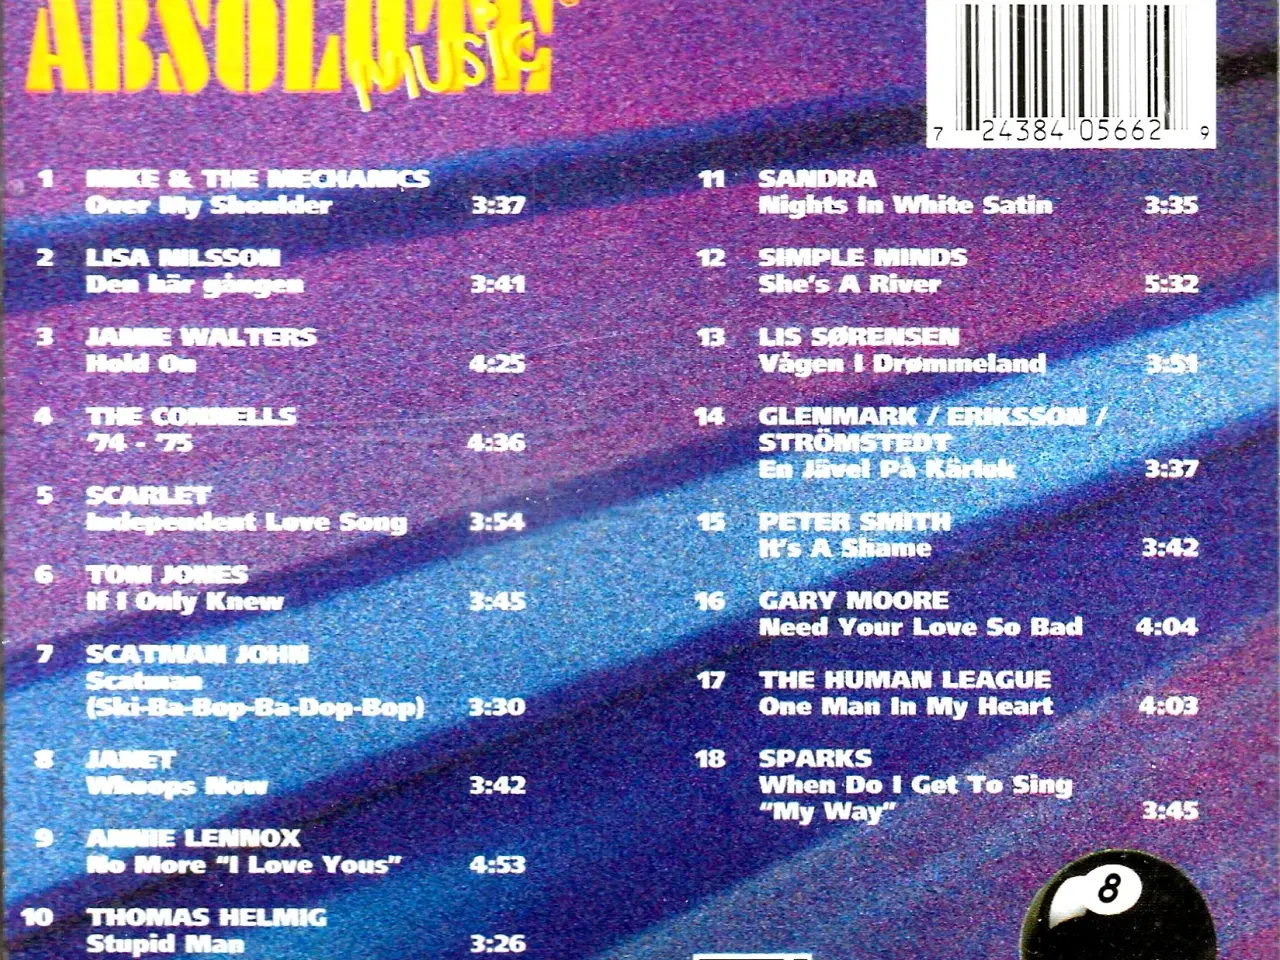 ABSOLUTE
MUSIC
7 24384 05662 9
1 MIKE & THE MECHANICS
Over My Shoulder 3:37
2 LISA NILSSON
Den här gången 3:41
3 JAMIE WALTERS
Hold On 4:25
4 THE CONNELLS
'74 - '75 4:36
5 SCARLET
Independent Love Song 3:54
6 TOM JONES
If I Only Knew 3:45
7 SCATMAN JOHN
Scatman
(Ski-Ba-Bop-Ba-Dop-Bop) 3:30
8 JANET
Whoops Now 3:42
9 ANNIE LENNOX
No More "I Love Yous" 4:53
10 THOMAS HELMIG
Stupid Man 3:26
11 SANDRA
Nights In White Satin 3:35
12 SIMPLE MINDS
She's A River 5:32
13 LIS SØRENSEN
Vågen I Drømmeland 3:51
14 GLENMARK / ERIKSSON /
STRÖMSTEDT
En Jävel På Kärlek 3:37
15 PETER SMITH
It's A Shame 3:42
16 GARY MOORE
Need Your Love So Bad 4:04
17 THE HUMAN LEAGUE
One Man In My Heart 4:03
18 SPARKS
When Do I Get To Sing
"My Way" 3:45
8